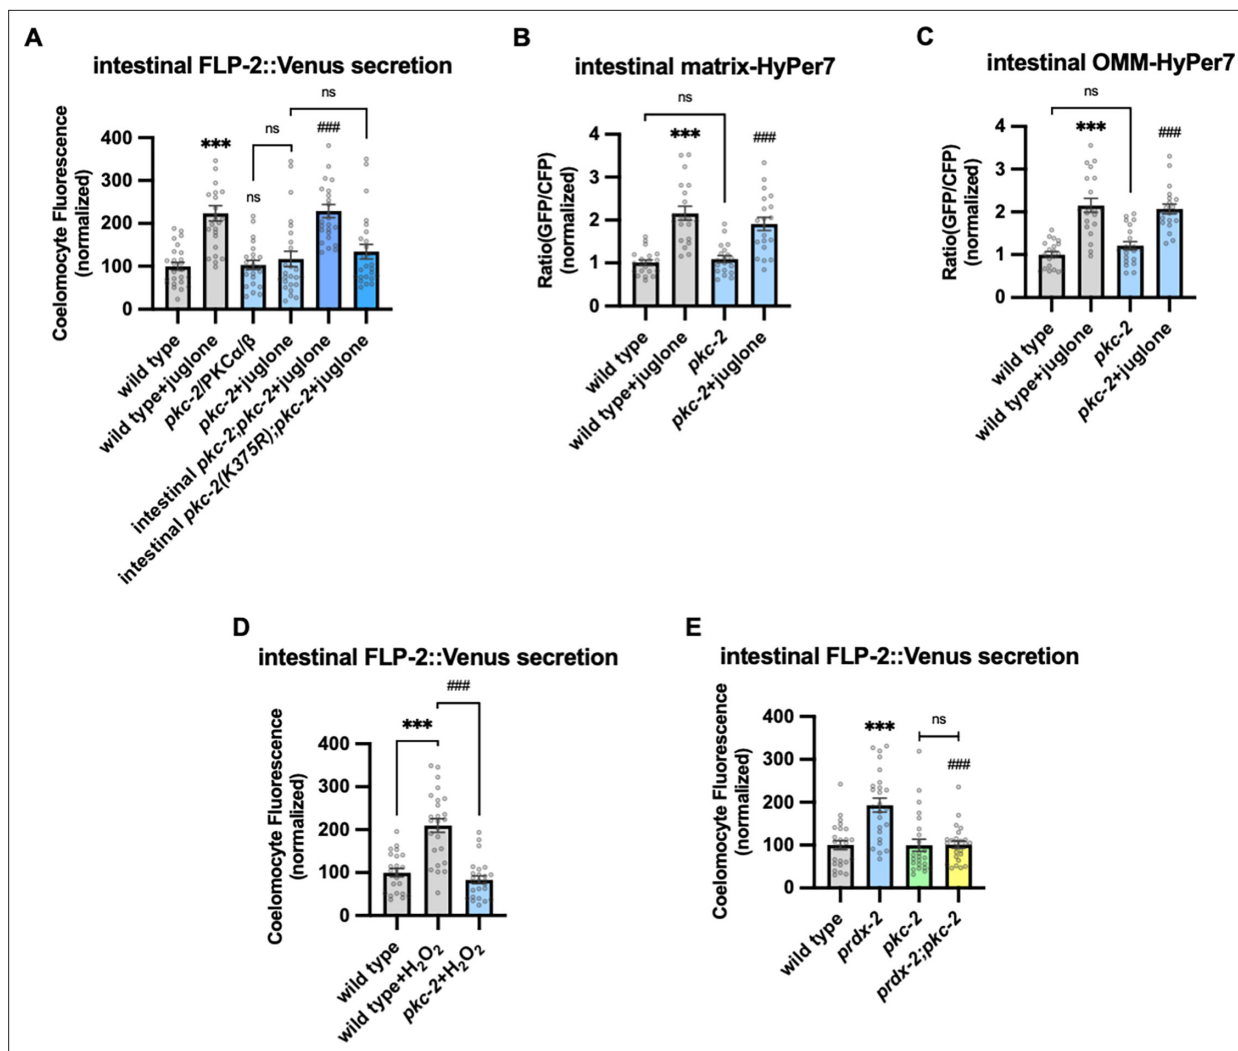 A
intestinal FLP-2::Venus secretion
Coelomocyte Fluorescence
(normalized)
400
300
200
100
0
***
ns
ns
###
ns
wild type
wild type+juglone
pkc-2/PKCα/β
pkc-2+juglone
intestinal pkc-2;pkc-2+juglone
intestinal pkc-2(K375R);pkc-2+juglone
B
intestinal matrix-HyPer7
Ratio(GFP/CFP)
(normalized)
4
3
2
1
0
ns
***
###
wild type
wild type+juglone
pkc-2
pkc-2+juglone
C
intestinal OMM-HyPer7
Ratio(GFP/CFP)
(normalized)
4
3
2
1
0
ns
***
###
wild type
wild type+juglone
pkc-2
pkc-2+juglone
D
intestinal FLP-2::Venus secretion
Coelomocyte Fluorescence
(normalized)
400
300
200
100
0
***
###
wild type
wild type+H₂O₂
pkc-2+H₂O₂
E
intestinal FLP-2::Venus secretion
Coelomocyte Fluorescence
(normalized)
400
300
200
100
0
***
ns
###
wild type
prdx-2
pkc-2
prdx-2;pkc-2